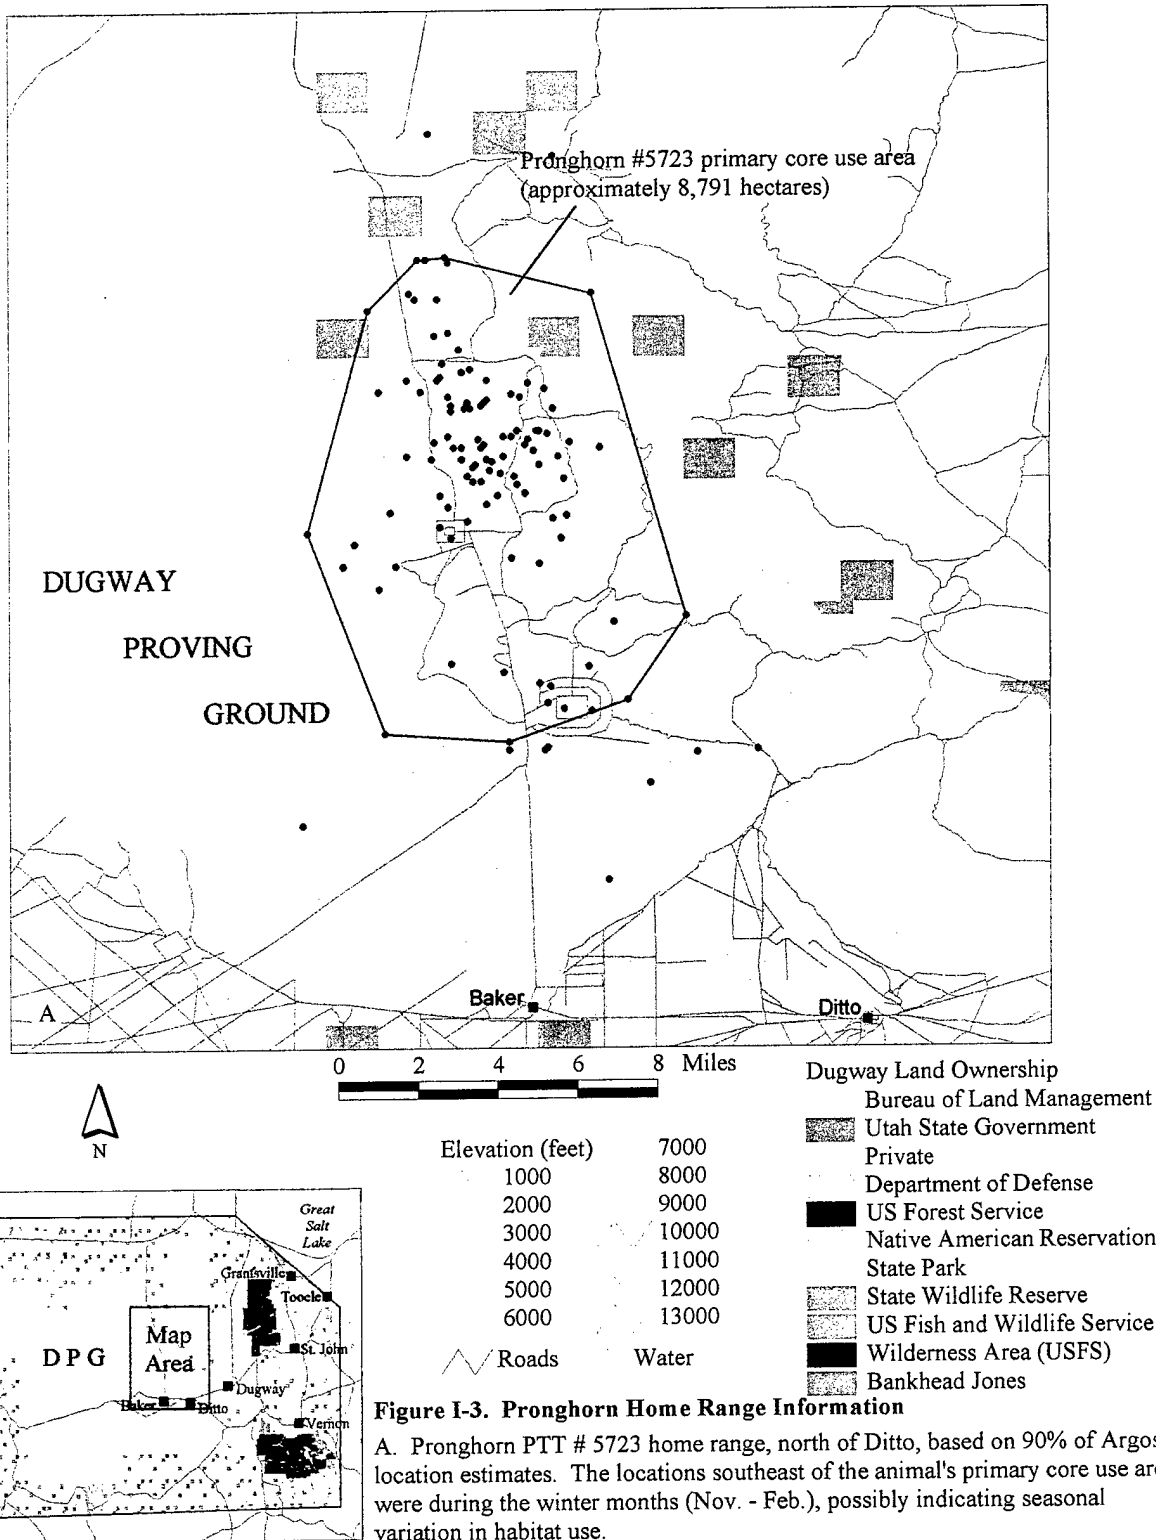 Pronghorn #5723 primary core use area
(approximately 8,791 hectares)
DUGWAY
PROVING
GROUND
A
Baker
Ditto
0 2 4 6 8 Miles
N
Dugway Land Ownership
Bureau of Land Management
Utah State Government
Private
Department of Defense
US Forest Service
Native American Reservation
State Park
State Wildlife Reserve
US Fish and Wildlife Service
Wilderness Area (USFS)
Bankhead Jones
Elevation (feet)
1000
2000
3000
4000
5000
6000
7000
8000
9000
10000
11000
12000
13000
Roads
Water
Great
Salt
Lake
Grantsville
Tooele
Map
Area
DPG
St. John
Dugway
Baker
Ditto
Vernon
Figure I-3. Pronghorn Home Range Information
A. Pronghorn PTT # 5723 home range, north of Ditto, based on 90% of Argos
location estimates. The locations southeast of the animal's primary core use are
were during the winter months (Nov. - Feb.), possibly indicating seasonal
variation in habitat use.